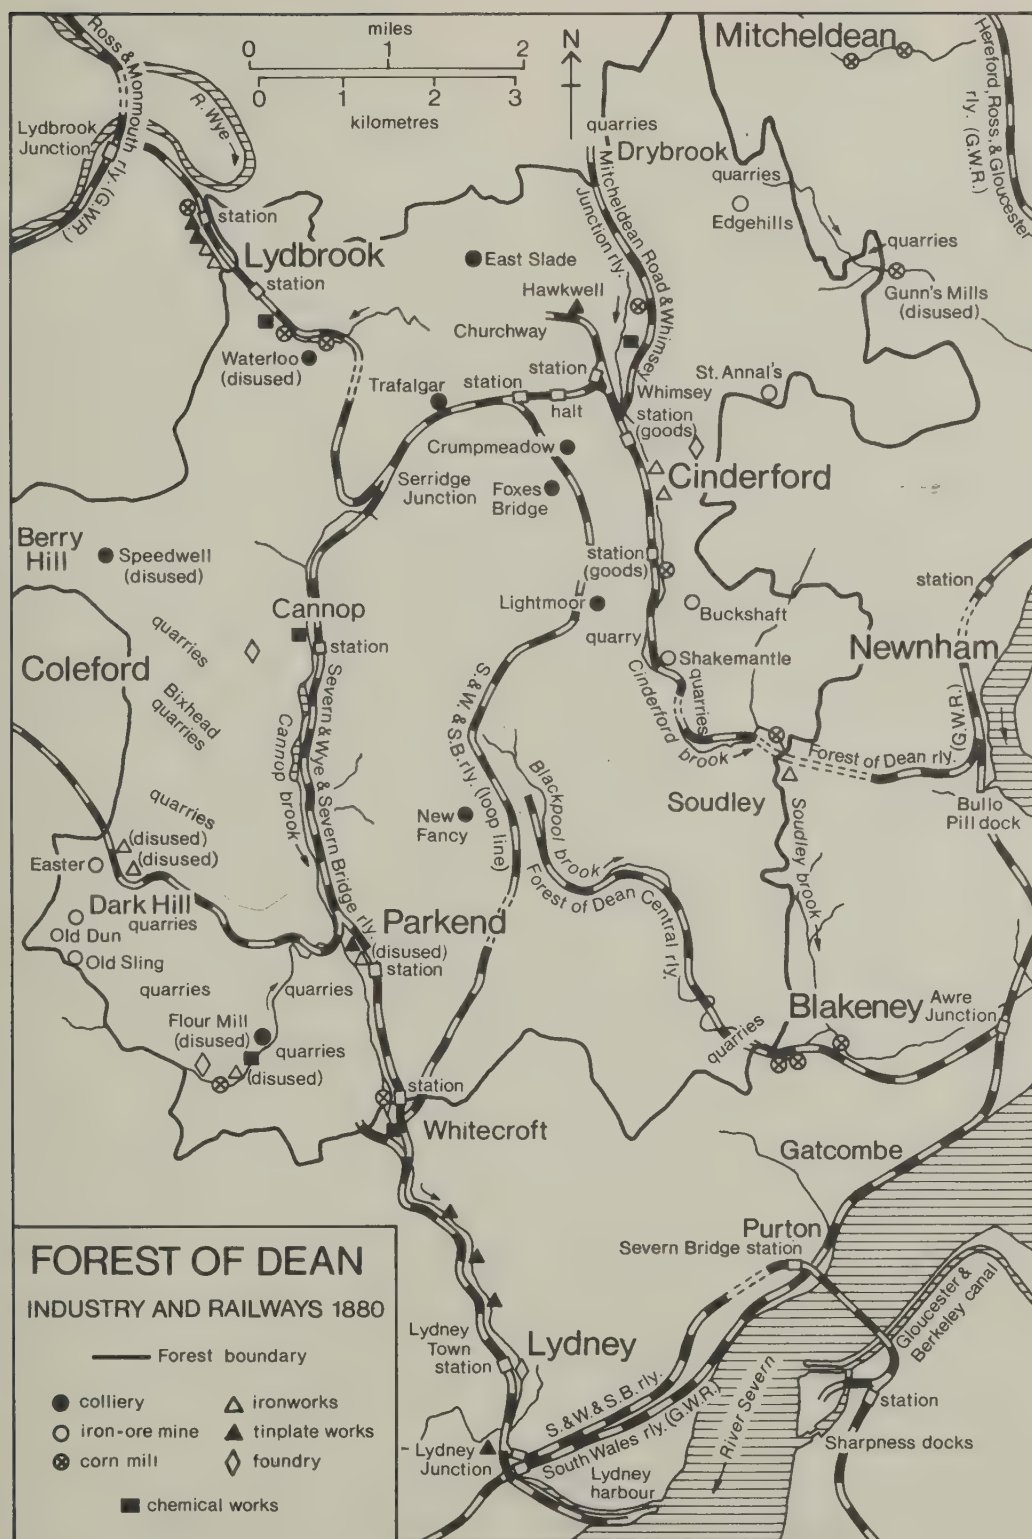 Ross & Monmouth rly. (G.W.R.)
miles
0 1 2
0 1 2 3
kilometres
N
Mitcheldean
Hereford, Ross, & Gloucester
rly. (G.W.R.)
R. Wye
Lydbrook
Junction
quarries
Drybrook
Mitcheldean Road & Whimsey
Junction rly.
quarries
Edgehills
station
Lydbrook
station
East Slade
quarries
Gunn's Mills
(disused)
Hawkwell
Churchway
Waterloo
(disused)
Trafalgar
station
station
halt
Whimsey
station
(goods)
St. Annal's
Crumpmeadow
Serridge
Junction
Foxes
Bridge
Cinderford
Berry
Hill
Speedwell
(disused)
station
(goods)
station
Cannop
Lightmoor
Buckshaft
quarries
station
quarry
Shakemantle
Newnham
Coleford
Bixhead
quarries
Severn & Wye & Severn Bridge rly.
Cannop brook
S.& W. & S.B. rly. (loop line)
Cinderford
brook
quarries
(G.W.R.)
Forest of Dean rly.
Blackpool brook
Soudley
Soudley brook
Bullo
Pill dock
quarries
New
Fancy
(disused)
(disused)
Easter
Forest of Dean Central
rly.
Dark Hill
quarries
Old Dun
Old Sling
Parkend
(disused)
station
quarries
quarries
Blakeney
Awre
Junction
Flour Mill
(disused)
quarries
(disused)
quarries
station
Whitecroft
Gatcombe
Purton
Severn Bridge station
FOREST OF DEAN
INDUSTRY AND RAILWAYS 1880
Forest boundary
colliery
ironworks
iron-ore mine
tinplate works
corn mill
foundry
chemical works
Gloucester &
Berkeley canal
Lydney
Town
station
Lydney
S.& W. & S.B. rly.
South Wales rly. (G.W.R.)
River Severn
station
Sharpness docks
Lydney
Junction
Lydney
harbour